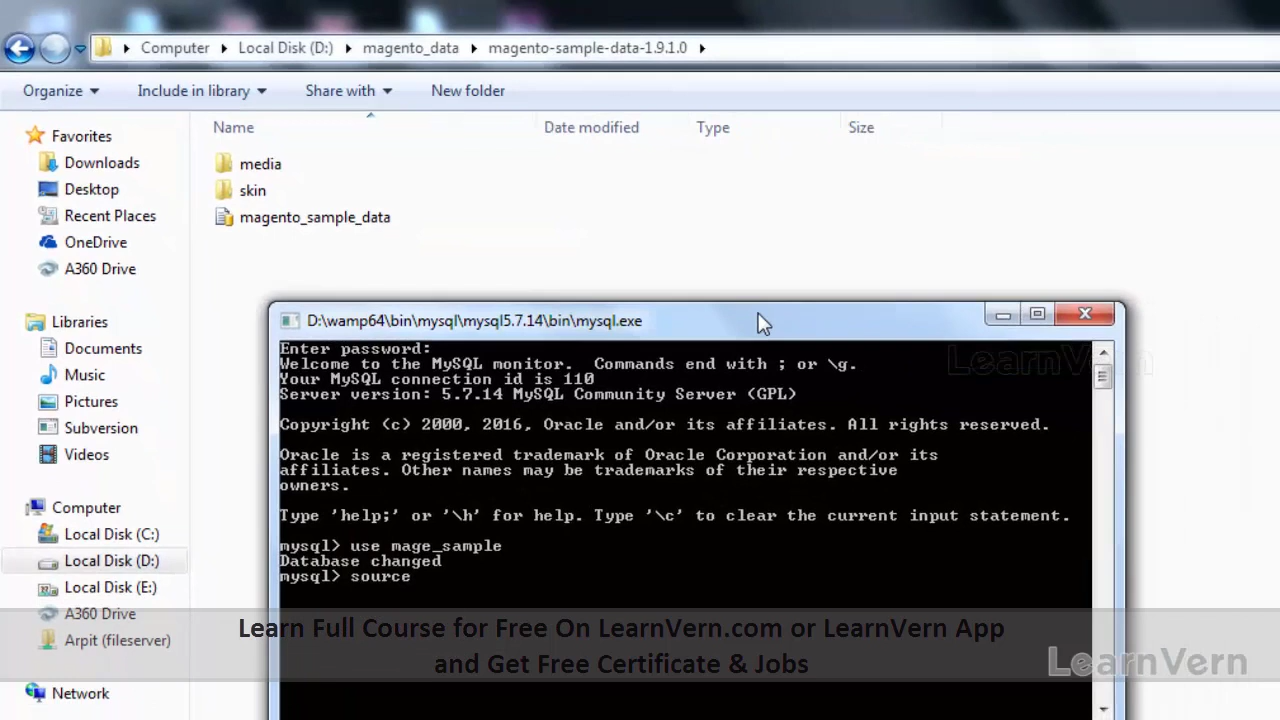 Computer Local Disk (D:) magento_data magento-sample-data-1.9.1.0
Organize Include in library Share with New folder
Name Date modified Type Size
Favorites
Downloads
Desktop
Recent Places
OneDrive
A360 Drive
Libraries
Documents
Music
Pictures
Subversion
Videos
Computer
Local Disk (C:)
Local Disk (D:)
Local Disk (E:)
A360 Drive
Arpit (fileserver)
Network
media
skin
magento_sample_data
D:\wamp64\bin\mysql\mysql5.7.14\bin\mysql.exe
Enter password:
Welcome to the MySQL monitor.  Commands end with ; or \g.
Your MySQL connection id is 110
Server version: 5.7.14 MySQL Community Server (GPL)
Copyright (c) 2000, 2016, Oracle and/or its affiliates. All rights reserved.
Oracle is a registered trademark of Oracle Corporation and/or its
affiliates. Other names may be trademarks of their respective
owners.
Type 'help;' or '\h' for help. Type '\c' to clear the current input statement.
mysql> use mage_sample
Database changed
mysql> source
LearnVern
Learn Full Course for Free On LearnVern.com or LearnVern App
and Get Free Certificate & Jobs
LearnVern